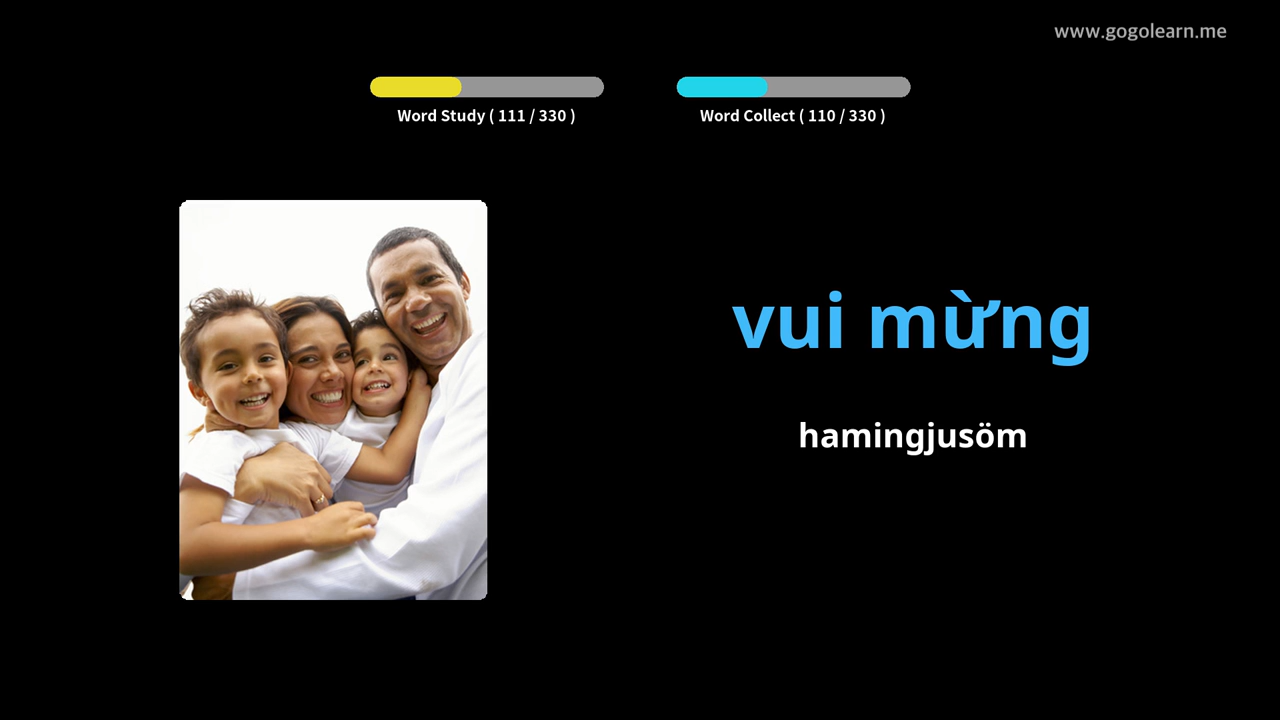 www.gogolearn.me
Word Study ( 111 / 330 )
Word Collect ( 110 / 330 )
vui mừng
hamingjusöm